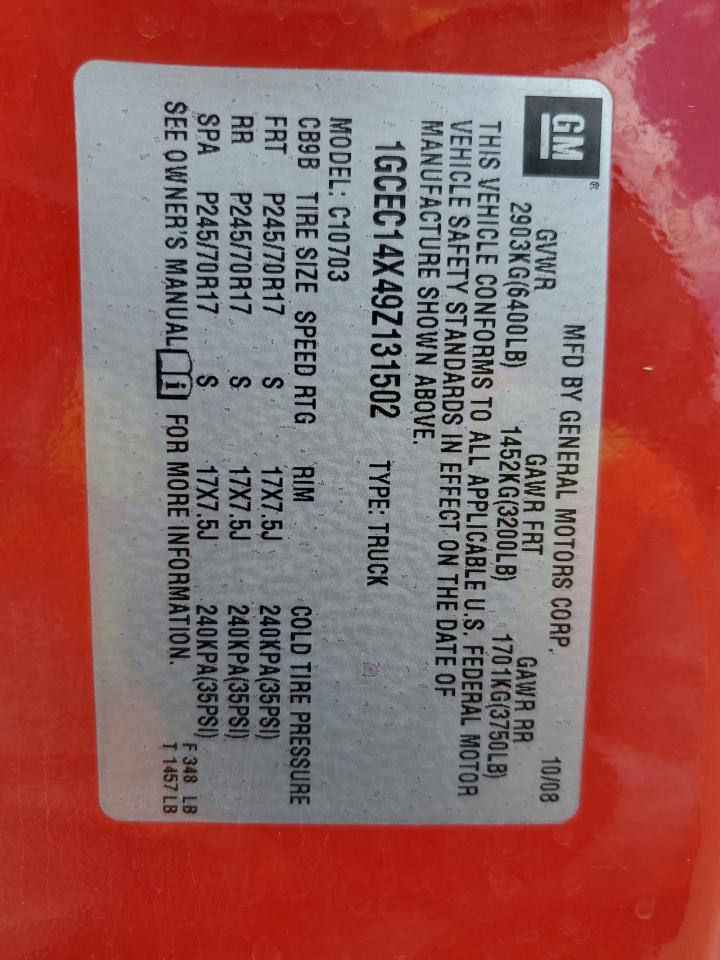 GM®
MFD BY GENERAL MOTORS CORP. 10/08
GVWR GAWR FRT GAWR RR
2903KG(6400LB) 1452KG(3200LB) 1701KG(3750LB)
THIS VEHICLE CONFORMS TO ALL APPLICABLE U.S. FEDERAL MOTOR
VEHICLE SAFETY STANDARDS IN EFFECT ON THE DATE OF
MANUFACTURE SHOWN ABOVE.
1GCEC14X49Z131502 TYPE: TRUCK
MODEL: C10703
CB9B TIRE SIZE SPEED RTG RIM COLD TIRE PRESSURE
FRT P245/70R17 S 17X7.5J 240KPA(35PSI)
RR P245/70R17 S 17X7.5J 240KPA(35PSI)
SPA P245/70R17 S 17X7.5J 240KPA(35PSI)
SEE OWNER'S MANUAL i FOR MORE INFORMATION.
F 348 LB
T 1457 LB